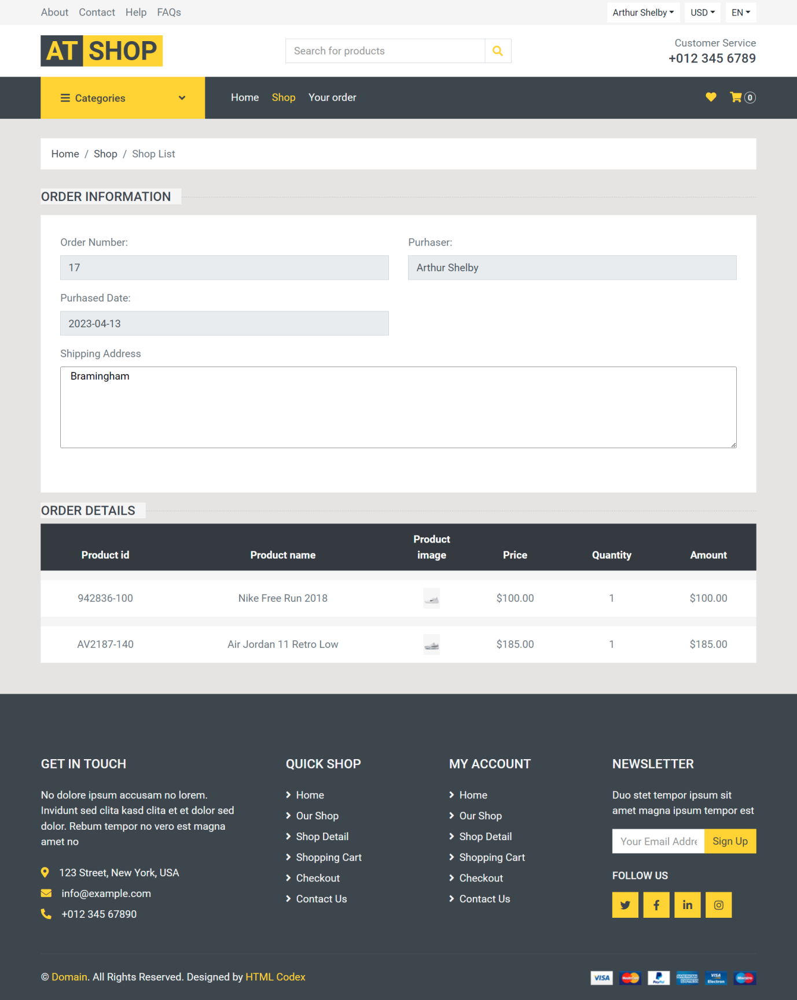 About Contact Help FAQs
Arthur Shelby USD EN
AT SHOP
Search for products
Customer Service
+012 345 6789
Categories
Home Shop Your order
0
Home / Shop / Shop List
ORDER INFORMATION
Order Number: Purhaser:
17 Arthur Shelby
Purhased Date:
2023-04-13
Shipping Address
Bramingham
ORDER DETAILS
Product id Product name Product image Price Quantity Amount
942836-100 Nike Free Run 2018 $100.00 1 $100.00
AV2187-140 Air Jordan 11 Retro Low $185.00 1 $185.00
GET IN TOUCH
No dolore ipsum accusam no lorem.
Invidunt sed clita kasd clita et et dolor sed
dolor. Rebum tempor no vero est magna
amet no
123 Street, New York, USA
info@example.com
+012 345 67890
QUICK SHOP
Home
Our Shop
Shop Detail
Shopping Cart
Checkout
Contact Us
MY ACCOUNT
Home
Our Shop
Shop Detail
Shopping Cart
Checkout
Contact Us
NEWSLETTER
Duo stet tempor ipsum sit
amet magna ipsum tempor est
Your Email Addre Sign Up
FOLLOW US
© Domain. All Rights Reserved. Designed by HTML Codex
VISA MasterCard PayPal AMERICAN EXPRESS VISA Electron Maestro